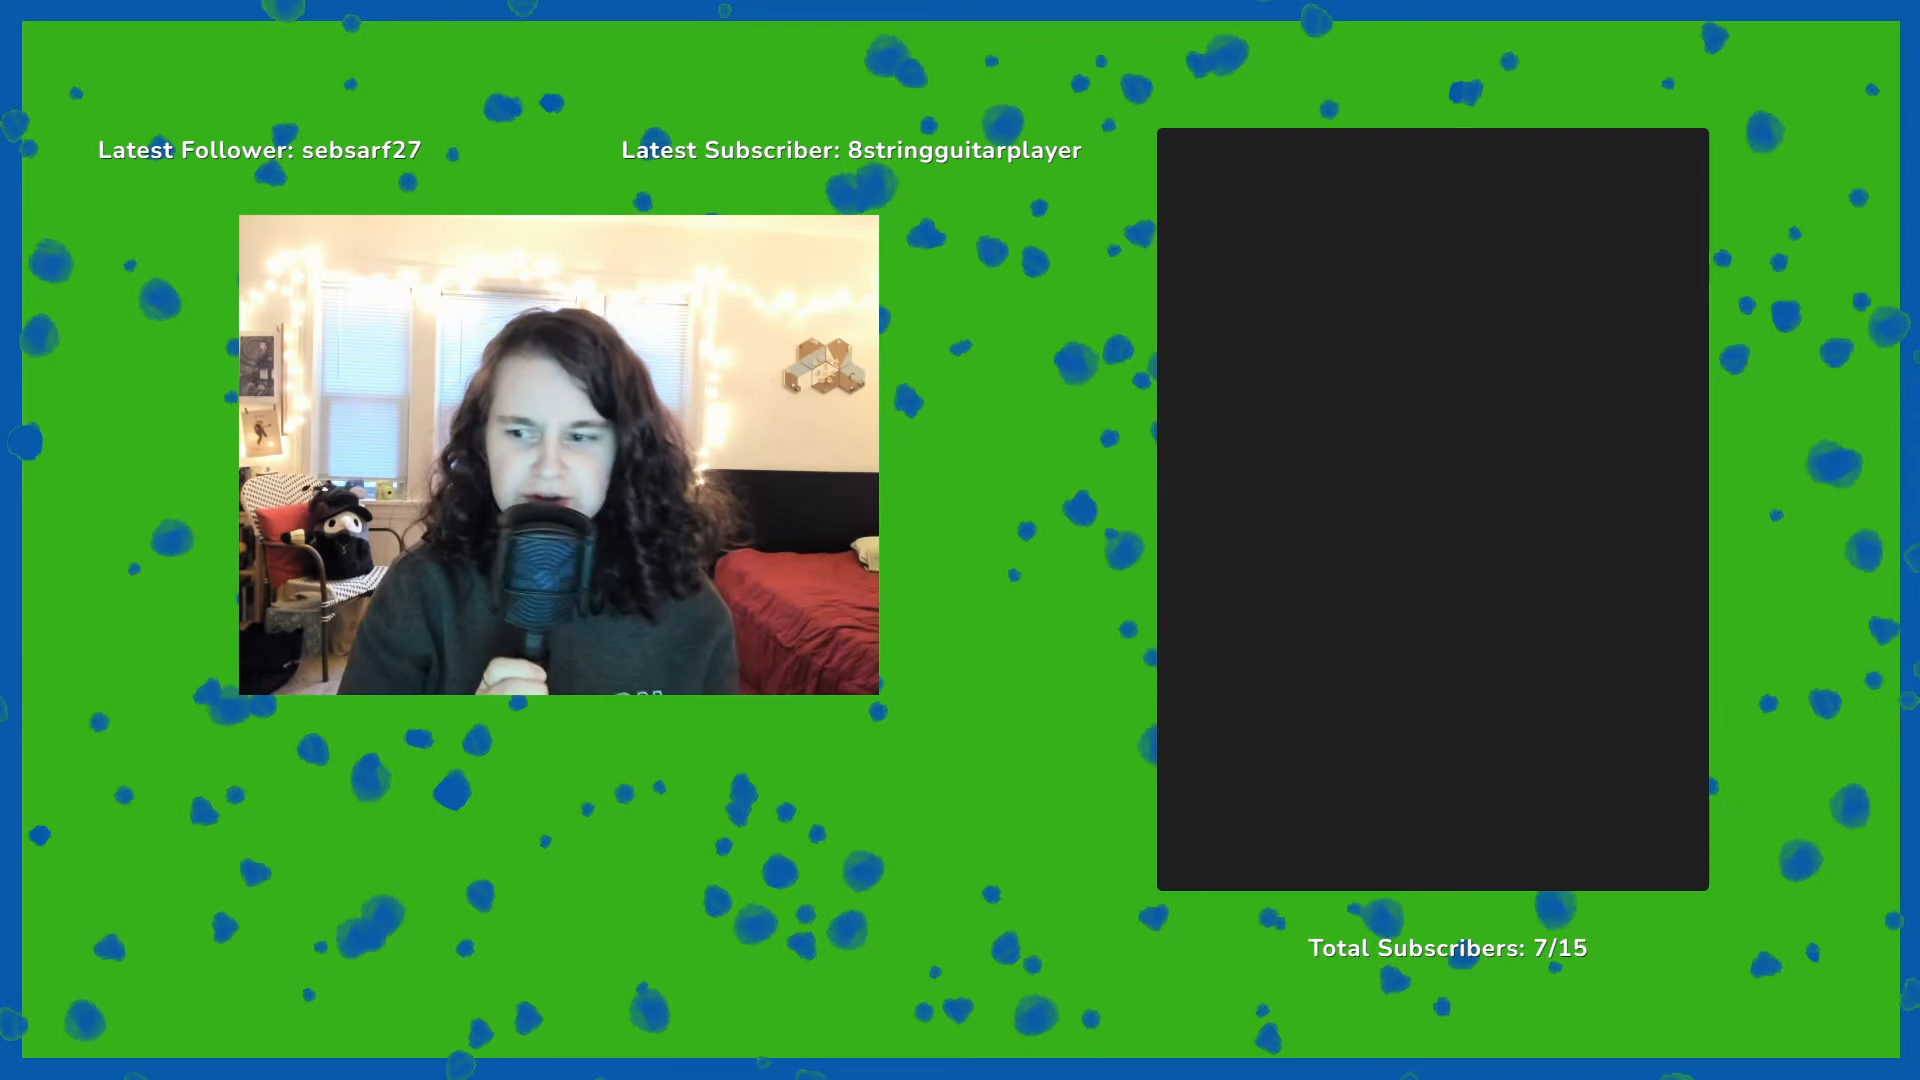 Latest Follower: sebsarf27
Latest Subscriber: 8stringguitarplayer
Total Subscribers: 7/15